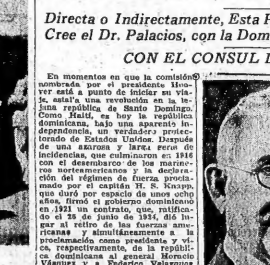 Directa o Indirectamente, Esta
Cree el Dr. Palacios, con la Dom
CON EL CONSUL
En momentos en que la comisión
nombrada por el presidente Hoo-
ver está a punto de iniciar su via-
je, estalla una revolución en la le-
jana república de Santo Domingo.
Como Haití, es hoy la república
dominicana, bajo una aparente in-
dependencia, un verdadero protec-
torado de Estados Unidos. Después
de una azarosa y larga serie de
incidencias, que culminaron en 1916
con el desembarco de los marine-
ros norteamericanos y la declara-
ción del régimen de fuerza procla-
mado por el capitán H. S. Knapp,
que duró por espacio de unos ocho
años, firmó el gobierno dominicano
en 1921 un contrato, que, ratifica-
do el 25 de junio de 1924, dió lu-
gar al retiro de las fuerzas ame-
ricanas y simultáneamente a la
proclamación como presidente y vi-
ce, respectivamente, de la repúbli-
ca dominicana al general Horacio
Vásquez y a Federico Velázquez